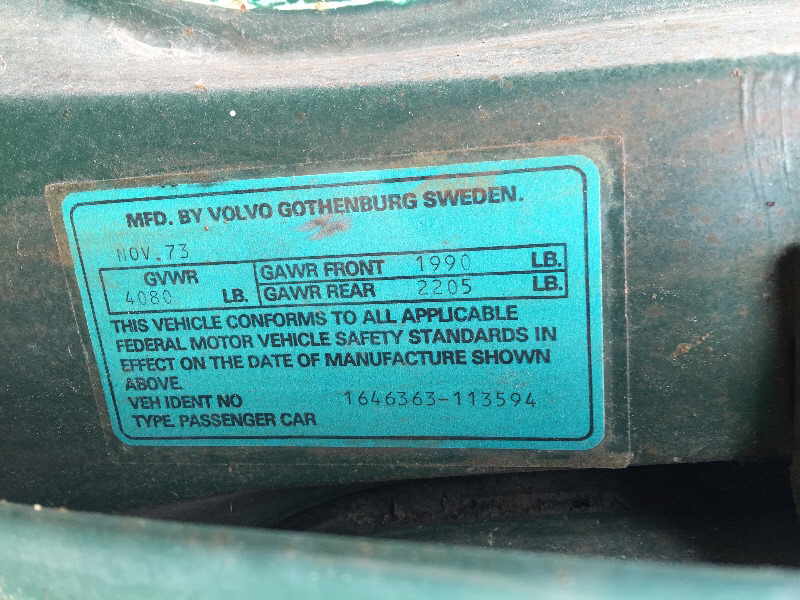 MFD. BY VOLVO GOTHENBURG SWEDEN.
NOV.73
GVWR
4080 LB.
GAWR FRONT 1990 LB.
GAWR REAR 2205 LB.
THIS VEHICLE CONFORMS TO ALL APPLICABLE
FEDERAL MOTOR VEHICLE SAFETY STANDARDS IN
EFFECT ON THE DATE OF MANUFACTURE SHOWN
ABOVE.
VEH IDENT NO 1646363-113594
TYPE. PASSENGER CAR